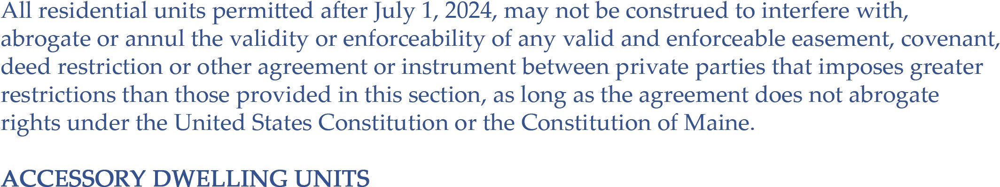 All residential units permitted after July 1, 2024, may not be construed to interfere with,
abrogate or annul the validity or enforceability of any valid and enforceable easement, covenant,
deed restriction or other agreement or instrument between private parties that imposes greater
restrictions than those provided in this section, as long as the agreement does not abrogate
rights under the United States Constitution or the Constitution of Maine.
ACCESSORY DWELLING UNITS